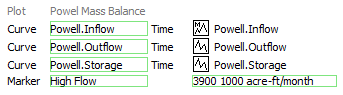 Plot Powel Mass Balance
Curve Powell.Inflow Time Powell.Inflow
Curve Powell.Outflow Time Powell.Outflow
Curve Powell.Storage Time Powell.Storage
Marker High Flow 3900 1000 acre-ft/month